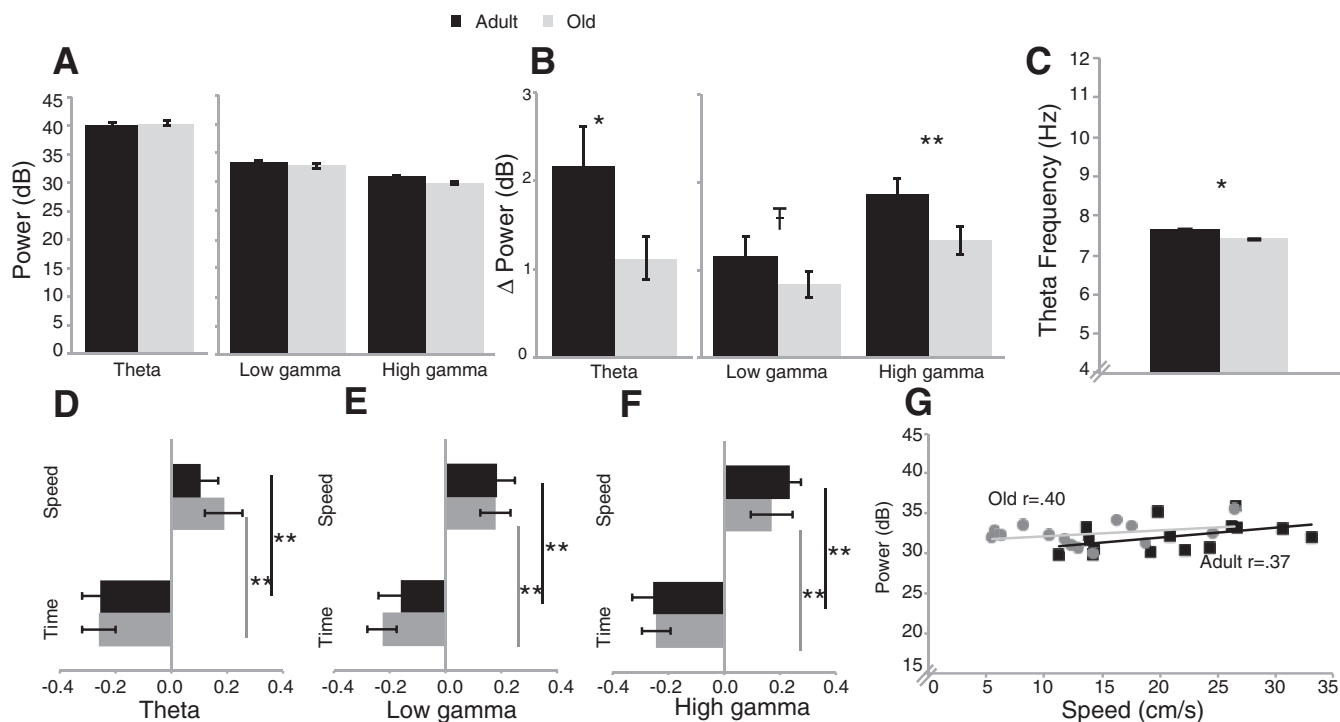 Adult Old
A
Power (dB)
45
40
35
30
25
20
15
10
5
0
Theta
Low gamma High gamma
B
Δ Power (dB)
3
2
1
0
*
Ŧ
**
Theta
Low gamma High gamma
C
Theta Frequency (Hz)
12
11
10
9
8
7
6
5
4
*
D
Speed
Time
**
**
-0.4 -0.2 0.0 0.2 0.4
Theta
E
Speed
Time
**
**
-0.4 -0.2 0.0 0.2 0.4
Low gamma
F
Speed
Time
**
**
-0.4 -0.2 0.0 0.2 0.4
High gamma
G
Power (dB)
45
40
35
30
25
20
15
Old r=.40
Adult r=.37
0 5 10 15 20 25 30 35
Speed (cm/s)